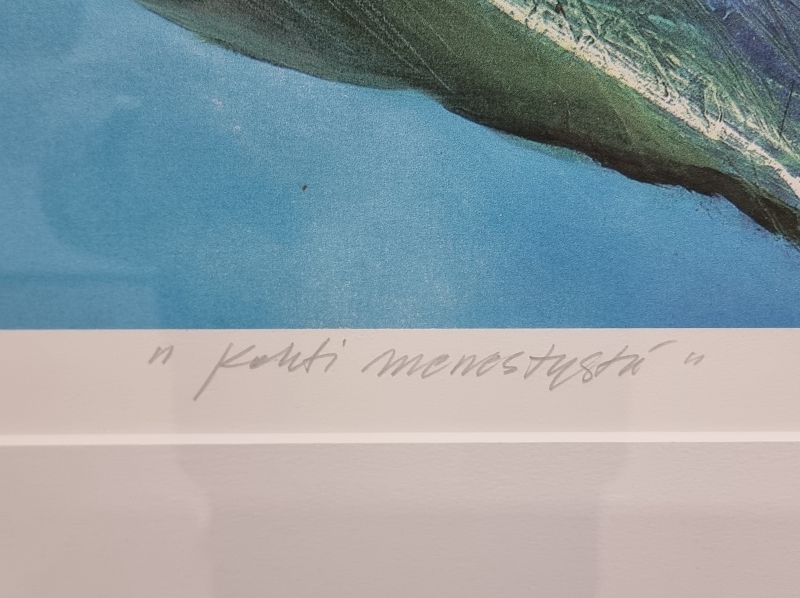 " Kohti menestystä "